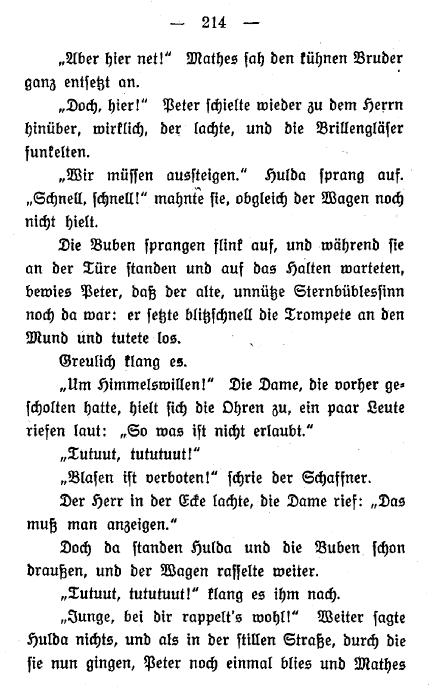 — 214 —
„Aber hier net!“ Mathes sah den kühnen Bruder
ganz entsetzt an.
„Doch, hier!“ Peter schielte wieder zu dem Herrn
hinüber, wirklich, der lachte, und die Brillengläser
funkelten.
„Wir müssen aussteigen.“ Hulda sprang auf.
„Schnell, schnell!“ mahnte sie, obgleich der Wagen noch
nicht hielt.
Die Buben sprangen flink auf, und während sie
an der Türe standen und auf das Halten warteten,
bewies Peter, daß der alte, unnütze Sternbüblessinn
noch da war: er setzte blitzschnell die Trompete an den
Mund und tutete los.
Greulich klang es.
„Um Himmelswillen!“ Die Dame, die vorher ge-
scholten hatte, hielt sich die Ohren zu, ein paar Leute
riefen laut: „So was ist nicht erlaubt.“
„Tutuut, tututuut!“
„Blasen ist verboten!“ schrie der Schaffner.
Der Herr in der Ecke lachte, die Dame rief: „Das
muß man anzeigen.“
Doch da standen Hulda und die Buben schon
draußen, und der Wagen rasselte weiter.
„Tutuut, tututuut!“ klang es ihm nach.
„Junge, bei dir rappelt's wohl!“ Weiter sagte
Hulda nichts, und als in der stillen Straße, durch die
sie nun gingen, Peter noch einmal blies und Mathes